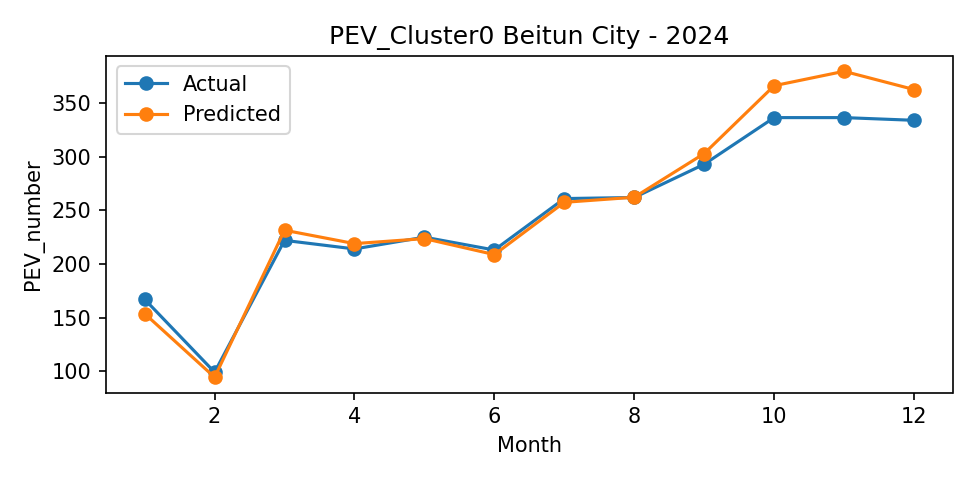 PEV_Cluster0 Beitun City - 2024
Actual
Predicted
PEV_number
350
300
250
200
150
100
2 4 6 8 10 12
Month